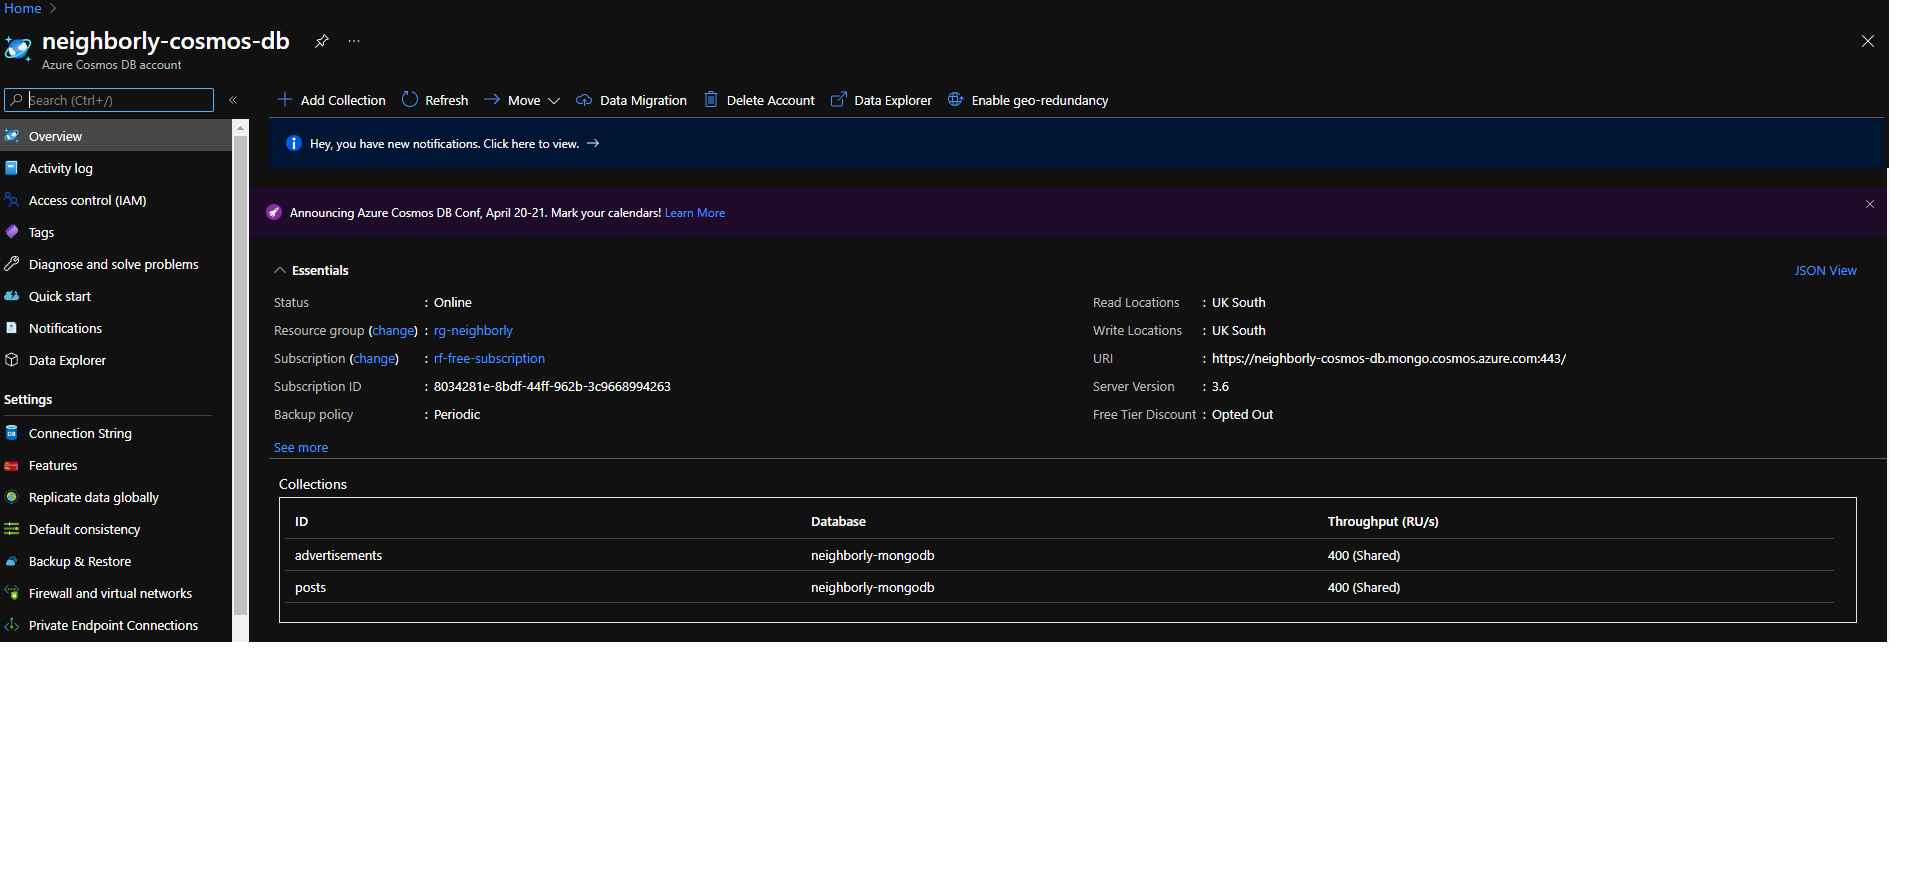 Home >
neighborly-cosmos-db ...
Azure Cosmos DB account
Search (Ctrl+/) «
Overview
Activity log
Access control (IAM)
Tags
Diagnose and solve problems
Quick start
Notifications
Data Explorer
Settings
Connection String
Features
Replicate data globally
Default consistency
Backup & Restore
Firewall and virtual networks
Private Endpoint Connections
Add Collection Refresh Move Data Migration Delete Account Data Explorer Enable geo-redundancy
Hey, you have new notifications. Click here to view. →
Announcing Azure Cosmos DB Conf, April 20-21. Mark your calendars! Learn More
Essentials JSON View
Status : Online
Resource group (change) : rg-neighborly
Subscription (change) : rf-free-subscription
Subscription ID : 8034281e-8bdf-44ff-962b-3c9668994263
Backup policy : Periodic
See more
Read Locations : UK South
Write Locations : UK South
URI : https://neighborly-cosmos-db.mongo.cosmos.azure.com:443/
Server Version : 3.6
Free Tier Discount : Opted Out
Collections
ID Database Throughput (RU/s)
advertisements neighborly-mongodb 400 (Shared)
posts neighborly-mongodb 400 (Shared)